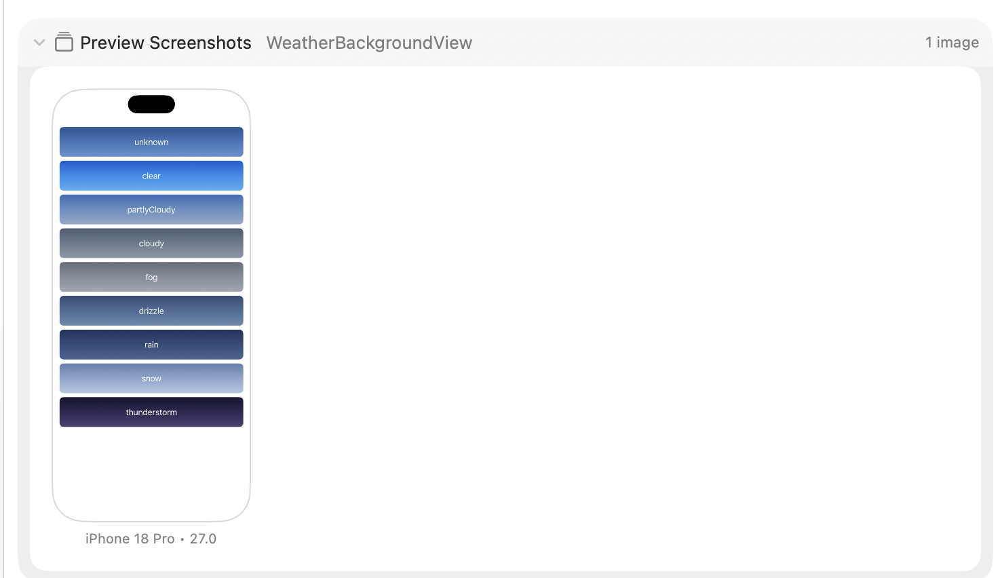 Preview Screenshots WeatherBackgroundView 1 image
unknown
clear
partlyCloudy
cloudy
fog
drizzle
rain
snow
thunderstorm
iPhone 18 Pro • 27.0